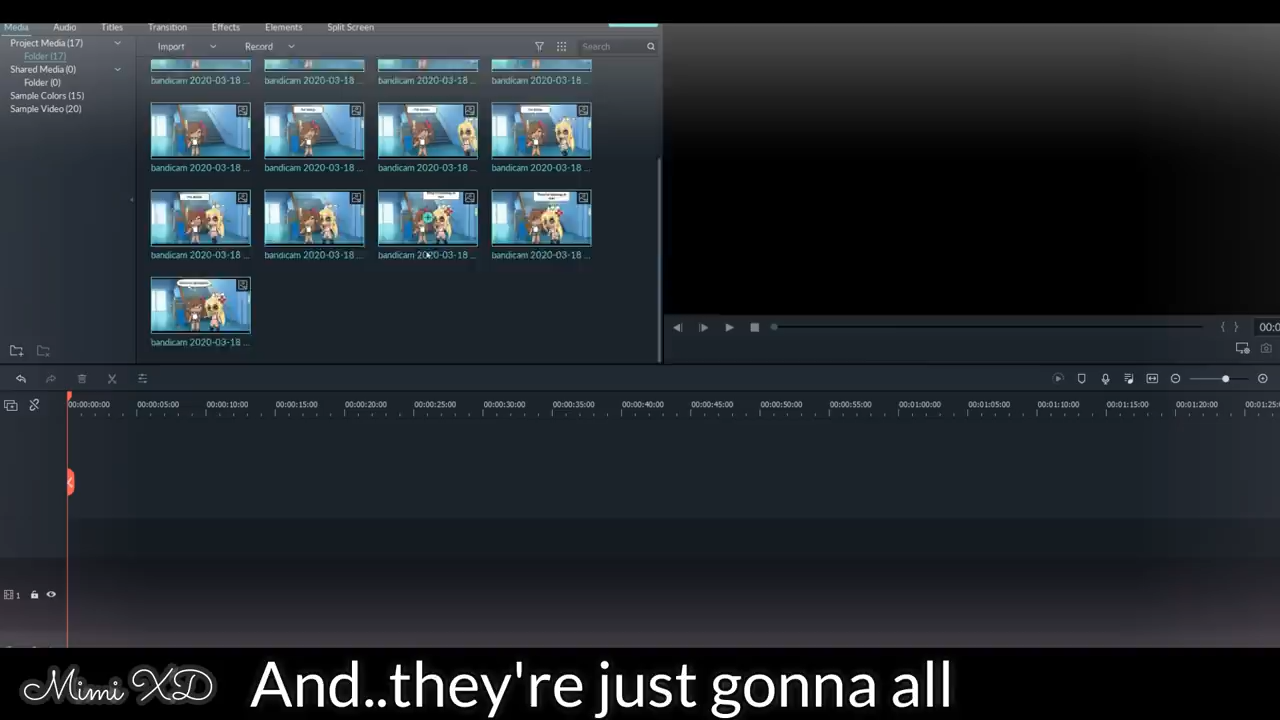 Media Audio Titles Transition Effects Elements Split Screen
Project Media (17) Import Record Search
Folder (17)
Shared Media (0)
Folder (0)
Sample Colors (15)
Sample Video (20)
bandicam 2020-03-18 ... bandicam 2020-03-18 ... bandicam 2020-03-18 ... bandicam 2020-03-18 ...
bandicam 2020-03-18 ... bandicam 2020-03-18 ... bandicam 2020-03-18 ... bandicam 2020-03-18 ...
bandicam 2020-03-18 ... bandicam 2020-03-18 ... bandicam 2020-03-18 ... bandicam 2020-03-18 ...
bandicam 2020-03-18 ...
{ } 00:0
00:00:00:00 00:00:05:00 00:00:10:00 00:00:15:00 00:00:20:00 00:00:25:00 00:00:30:00 00:00:35:00 00:00:40:00 00:00:45:00 00:00:50:00 00:00:55:00 00:01:00:00 00:01:05:00 00:01:10:00 00:01:15:00 00:01:20:00 00:01:25:
1
Mimi XD
And..they're just gonna all